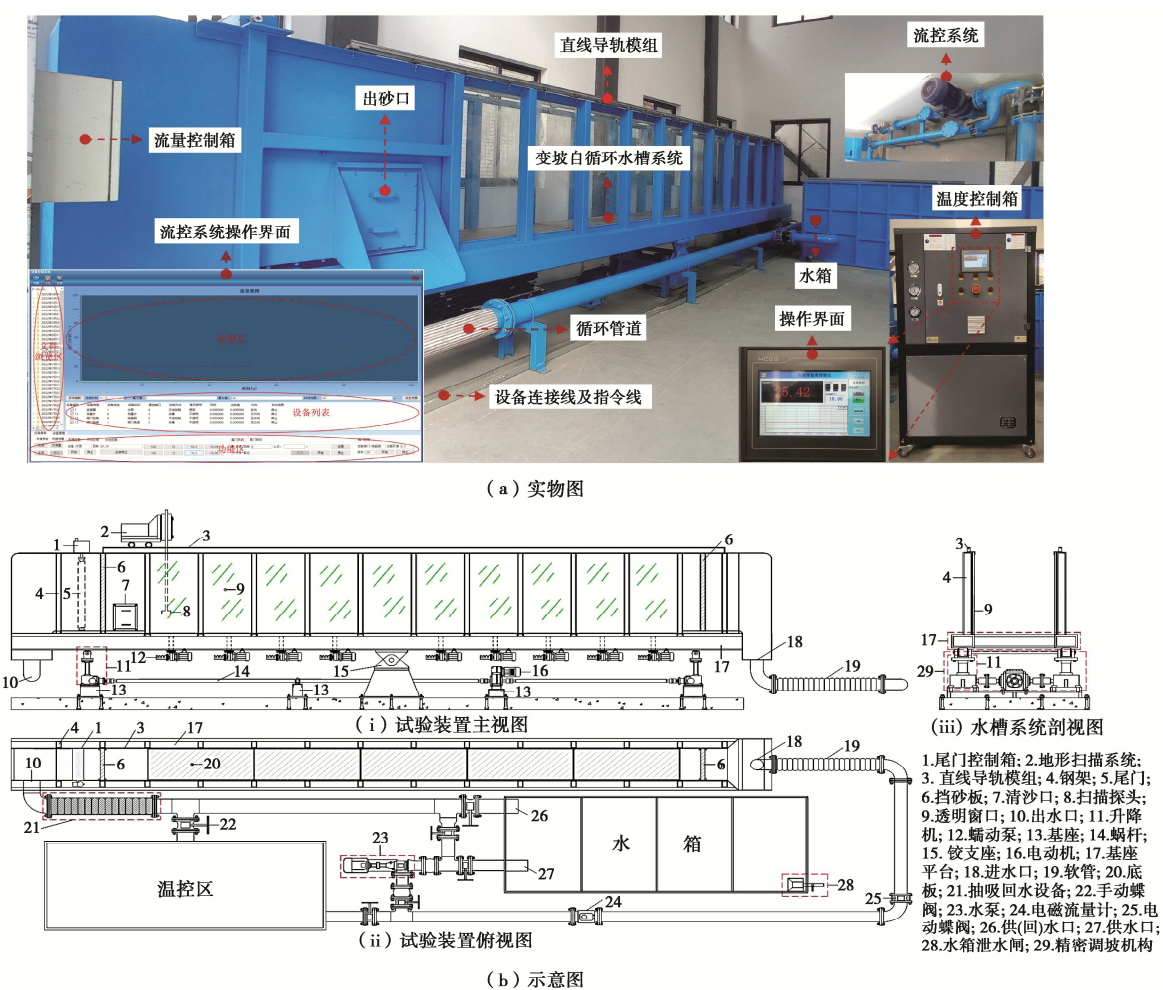 直线导轨模组
流控系统
出砂口
流量控制箱
变坡自循环水槽系统
温度控制箱
流控系统操作界面
水箱
操作界面
循环管道
设备连接线及指令线
设备列表
功能区
25.42
(a)实物图
1
2
3
4
5
6
7
8
9
6
10
11
12
13
14
13
15
16
13
17
18
19
(i)试验装置主视图
3
4
9
17
29
11
(iii)水槽系统剖视图
4
1
3
17
10
6
20
6
18
19
21
22
26
23
27
水箱
28
25
24
温控区
(ii)试验装置俯视图
1.尾门控制箱; 2.地形扫描系统;
3. 直线导轨模组; 4.钢架; 5.尾门;
6.挡砂板; 7.清沙口; 8.扫描探头;
9.透明窗口; 10.出水口; 11.升降
机; 12.蠕动泵; 13.基座; 14.蜗杆;
15. 铰支座; 16.电动机; 17.基座
平台; 18.进水口; 19.软管; 20.底
板; 21.抽吸回水设备; 22.手动蝶
阀; 23.水泵; 24.电磁流量计; 25.电
动蝶阀; 26.供(回)水口; 27.供水口;
28.水箱泄水闸; 29.精密调坡机构
(b)示意图